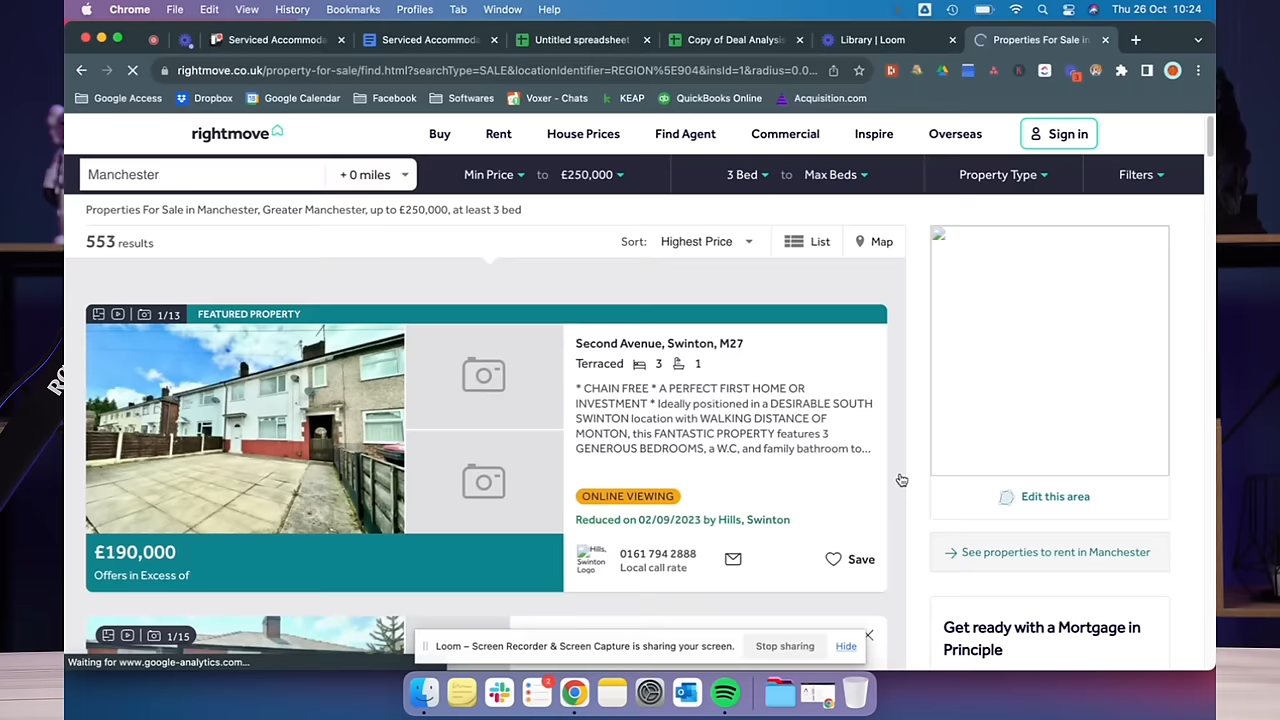 Chrome File Edit View History Bookmarks Profiles Tab Window Help Thu 26 Oct 10:24
Serviced Accommoda Serviced Accommoda Untitled spreadsheet Copy of Deal Analysis Library | Loom Properties For Sale in
rightmove.co.uk/property-for-sale/find.html?searchType=SALE&locationIdentifier=REGION%5E904&insId=1&radius=0.0...
Google Access Dropbox Google Calendar Facebook Softwares Voxer - Chats KEAP QuickBooks Online Acquisition.com
rightmove Buy Rent House Prices Find Agent Commercial Inspire Overseas Sign in
Manchester + 0 miles Min Price to £250,000 3 Bed to Max Beds Property Type Filters
Properties For Sale in Manchester, Greater Manchester, up to £250,000, at least 3 bed
553 results Sort: Highest Price List Map
1/13 FEATURED PROPERTY
Second Avenue, Swinton, M27
Terraced 3 1
* CHAIN FREE * A PERFECT FIRST HOME OR
INVESTMENT * Ideally positioned in a DESIRABLE SOUTH
SWINTON location with WALKING DISTANCE OF
MONTON, this FANTASTIC PROPERTY features 3
GENEROUS BEDROOMS, a W.C, and family bathroom to...
ONLINE VIEWING
Edit this area
Reduced on 02/09/2023 by Hills, Swinton
£190,000
Offers in Excess of
Hills,
Swinton
Logo
0161 794 2888
Local call rate
Save
See properties to rent in Manchester
Get ready with a Mortgage in
Principle
1/15
Loom – Screen Recorder & Screen Capture is sharing your screen. Stop sharing Hide
Waiting for www.google-analytics.com...
2